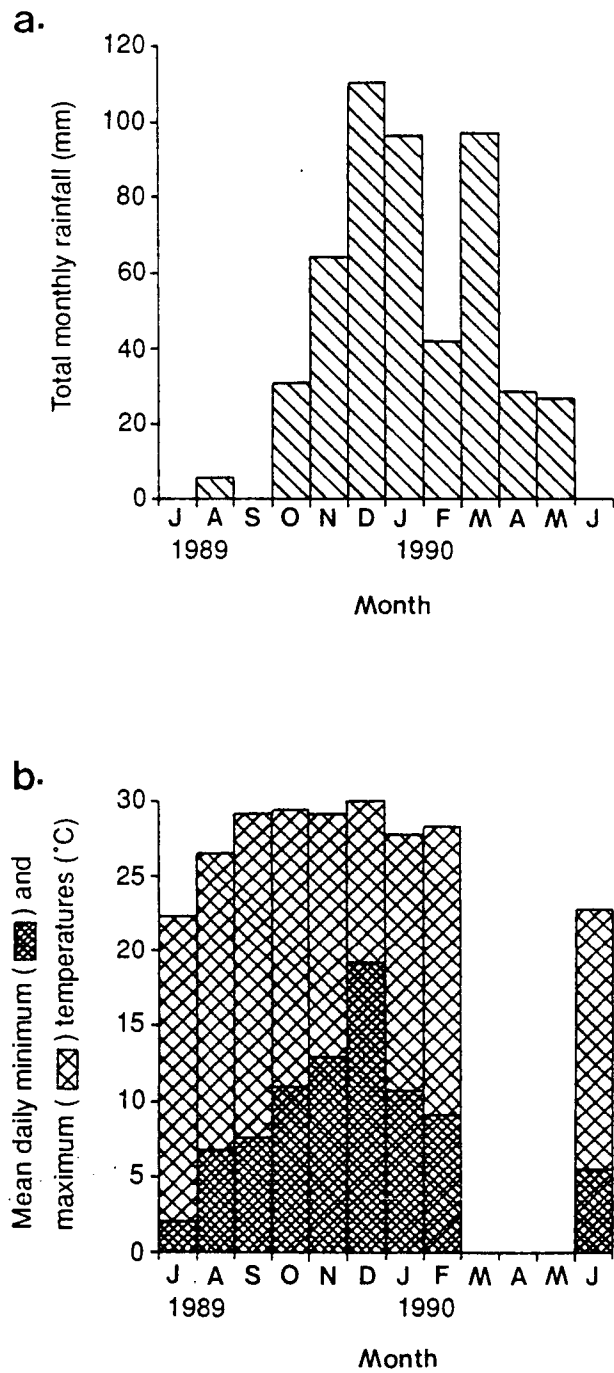 a.
Total monthly rainfall (mm)
120
100
80
60
40
20
0
J A S O N D J F M A M J
1989 1990
Month
b.
Mean daily minimum ( ) and
maximum ( ) temperatures (°C)
30
25
20
15
10
5
0
J A S O N D J F M A M J
1989 1990
Month